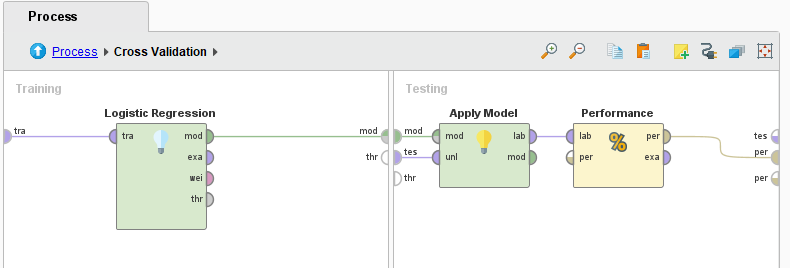 Process
Process Cross Validation
Training
Testing
Logistic Regression
Apply Model
Performance
tra
tra
mod
exa
wei
thr
mod
thr
mod
tes
thr
mod
unl
lab
mod
lab
per
%
per
exa
tes
per
per